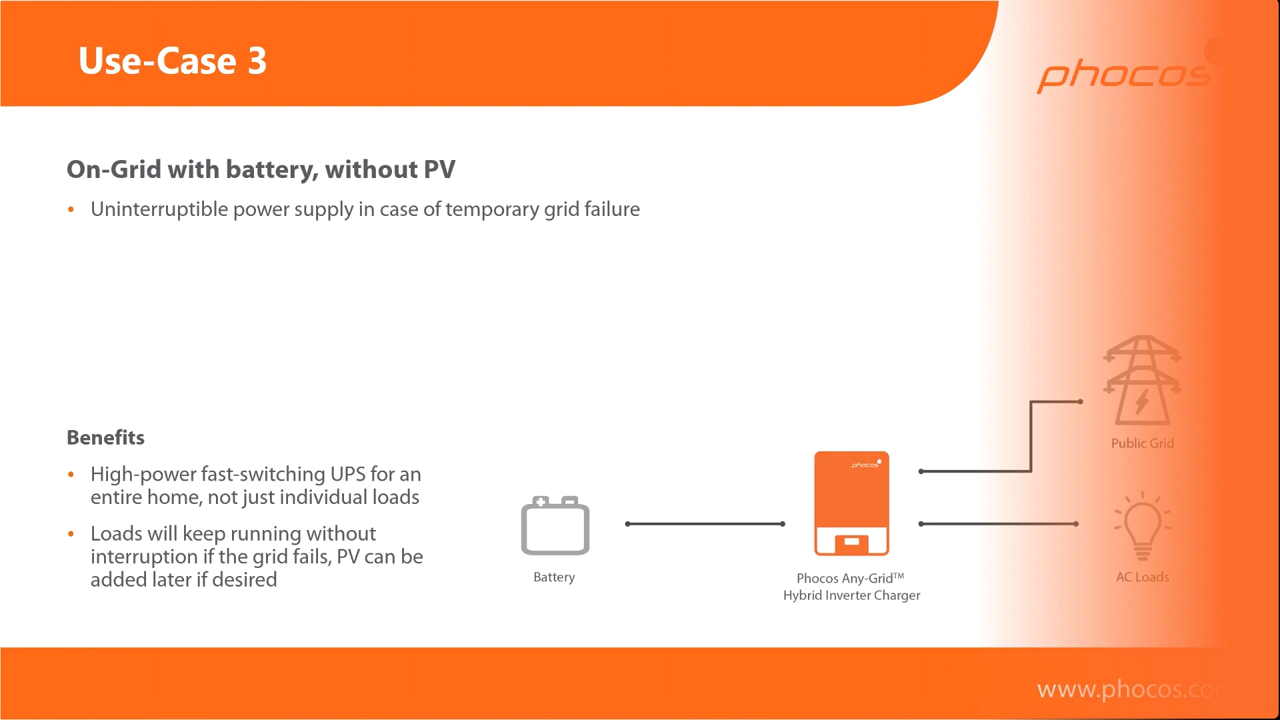 Use-Case 3
phocos
On-Grid with battery, without PV
• Uninterruptible power supply in case of temporary grid failure
Benefits
• High-power fast-switching UPS for an
entire home, not just individual loads
• Loads will keep running without
interruption if the grid fails, PV can be
added later if desired
Battery
phocos
Phocos Any-Grid™
Hybrid Inverter Charger
Public Grid
AC Loads
www.phocos.com